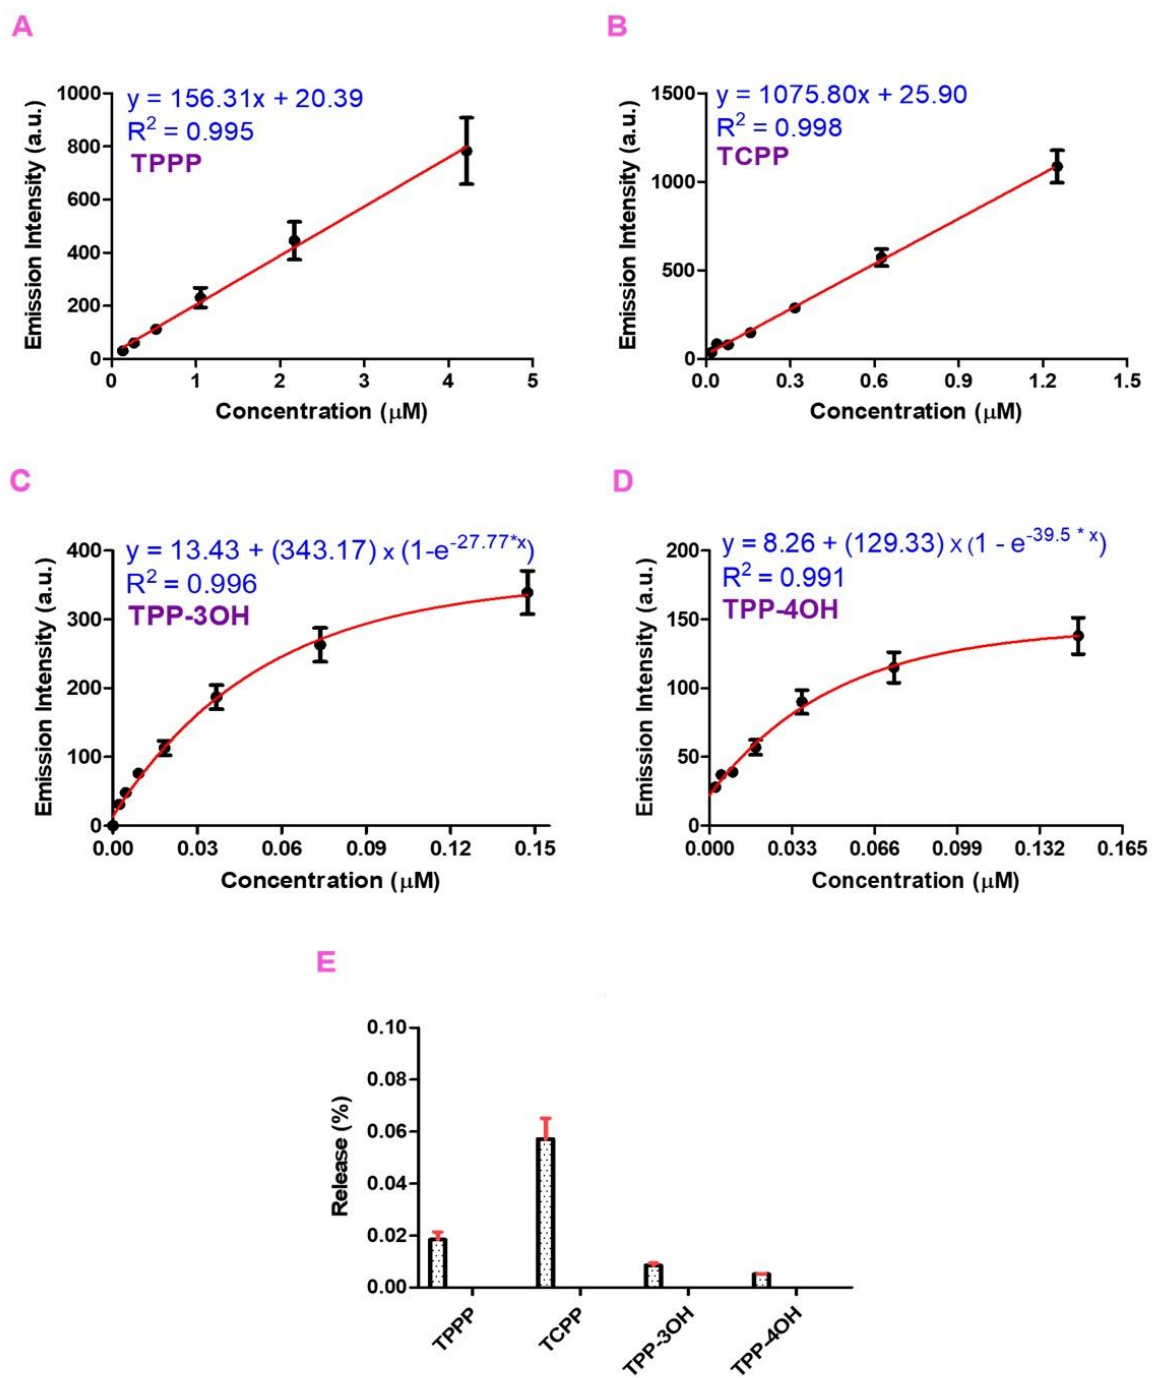 A
y = 156.31x + 20.39
R² = 0.995
TPPP
Emission Intensity (a.u.)
1000
800
600
400
200
0
0 1 2 3 4 5
Concentration (μM)
B
y = 1075.80x + 25.90
R² = 0.998
TCPP
Emission Intensity (a.u.)
1500
1000
500
0
0.0 0.3 0.6 0.9 1.2 1.5
Concentration (μM)
C
y = 13.43 + (343.17) x (1-e^-27.77*x)
R² = 0.996
TPP-3OH
Emission Intensity (a.u.)
400
300
200
100
0
0.00 0.03 0.06 0.09 0.12 0.15
Concentration (μM)
D
y = 8.26 + (129.33) x (1 - e^-39.5 * x)
R² = 0.991
TPP-4OH
Emission Intensity (a.u.)
200
150
100
50
0
0.000 0.033 0.066 0.099 0.132 0.165
Concentration (μM)
E
Release (%)
0.10
0.08
0.06
0.04
0.02
0.00
TPPP
TCPP
TPP-3OH
TPP-4OH